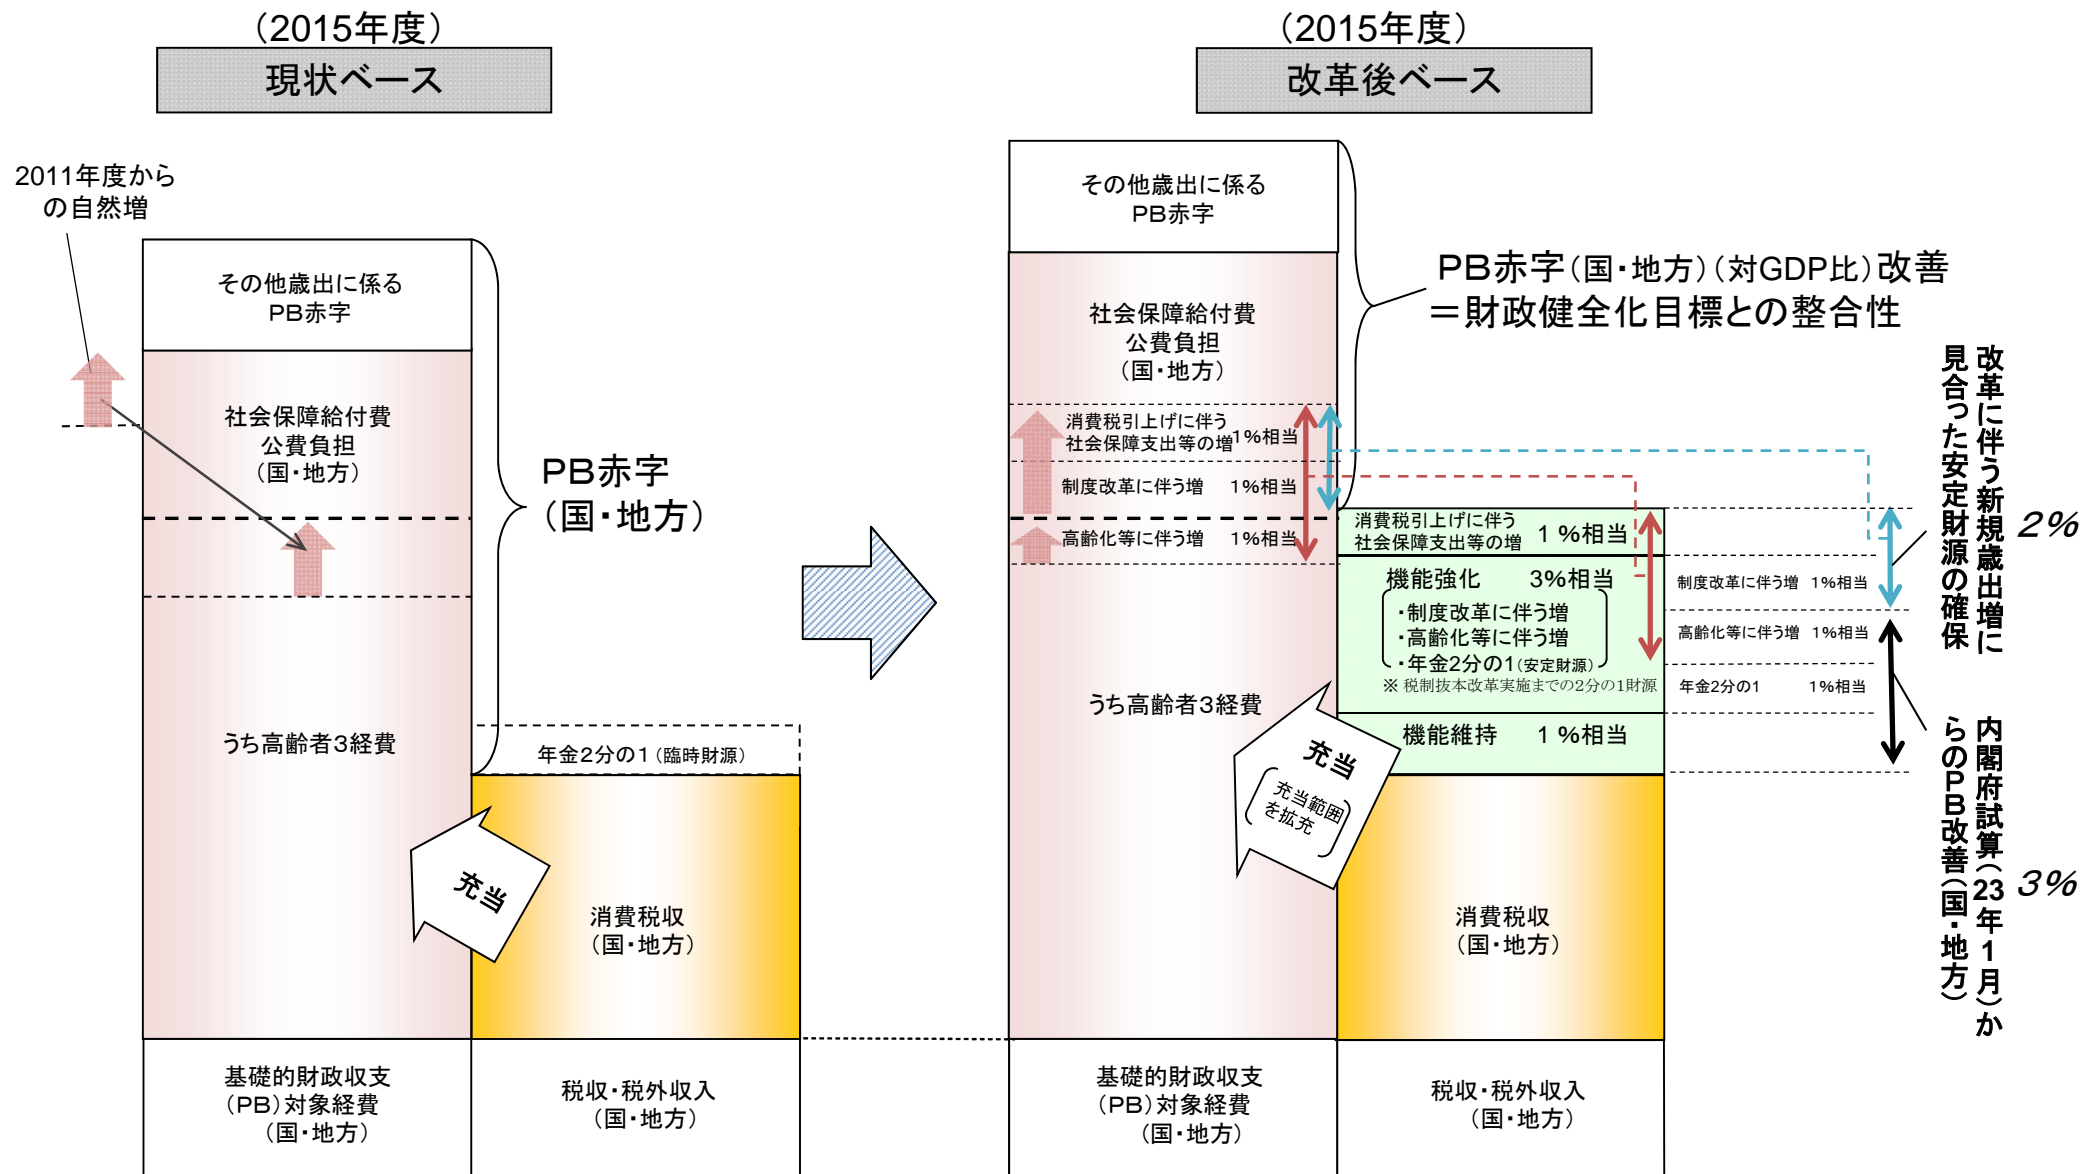 （2015年度）
現状ベース
2011年度から
の自然増
その他歳出に係る
ＰＢ赤字
社会保障給付費
公費負担
（国・地方）
うち高齢者３経費
ＰＢ赤字
（国・地方）
年金２分の１（臨時財源）
充当
消費税収
（国・地方）
基礎的財政収支
（ＰＢ）対象経費
（国・地方）
税収・税外収入
（国・地方）
（2015年度）
改革後ベース
その他歳出に係る
ＰＢ赤字
社会保障給付費
公費負担
（国・地方）
消費税引上げに伴う
社会保障支出等の増
1％相当
制度改革に伴う増 1％相当
高齢化等に伴う増 1％相当
うち高齢者３経費
ＰＢ赤字（国・地方）（対GDP比）改善
＝財政健全化目標との整合性
消費税引上げに伴う
社会保障支出等の増
１％相当
機能強化 3％相当
・制度改革に伴う増
・高齢化等に伴う増
・年金２分の１（安定財源）
※ 税制抜本改革実施までの2分の1財源
機能維持 １％相当
充当
充当範囲
を拡充
消費税収
（国・地方）
制度改革に伴う増 1％相当
高齢化等に伴う増 1％相当
年金２分の１ 1％相当
改革に伴う新規歳出増に
見合った安定財源の確保
2％
内閣府試算（23年１月）か
らのＰＢ改善（国・地方）
3％
基礎的財政収支
（ＰＢ）対象経費
（国・地方）
税収・税外収入
（国・地方）